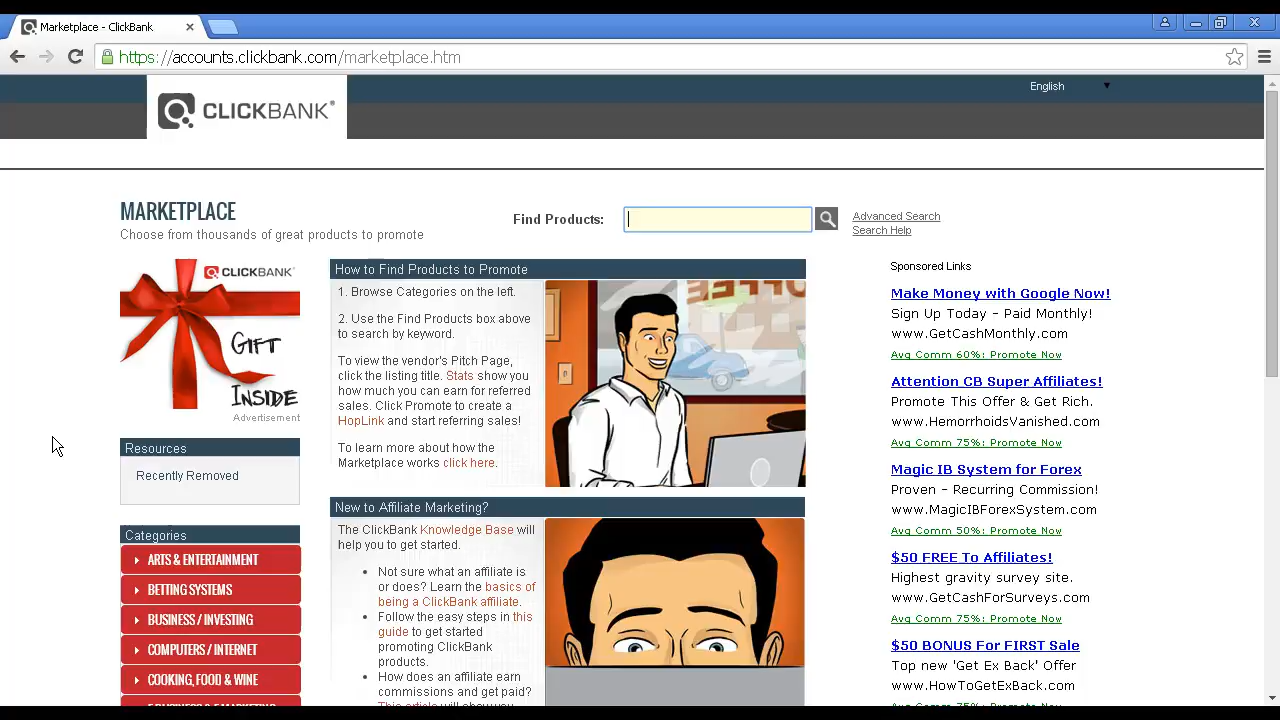 Marketplace - ClickBank
https://accounts.clickbank.com/marketplace.htm
English
CLICKBANK®
MARKETPLACE
Choose from thousands of great products to promote
Find Products:
Advanced Search
Search Help
CLICKBANK
GIFT
INSIDE
Advertisement
Resources
Recently Removed
Categories
ARTS & ENTERTAINMENT
BETTING SYSTEMS
BUSINESS / INVESTING
COMPUTERS / INTERNET
COOKING, FOOD & WINE
How to Find Products to Promote
1. Browse Categories on the left.
2. Use the Find Products box above
to search by keyword.
To view the vendor's Pitch Page,
click the listing title. Stats show you
how much you can earn for referred
sales. Click Promote to create a
HopLink and start referring sales!
To learn more about how the
Marketplace works click here.
New to Affiliate Marketing?
The ClickBank Knowledge Base will
help you to get started.
Not sure what an affiliate is
or does? Learn the basics of
being a ClickBank affiliate.
Follow the easy steps in this
guide to get started
promoting ClickBank
products.
How does an affiliate earn
commissions and get paid?
This article will show you
Sponsored Links
Make Money with Google Now!
Sign Up Today - Paid Monthly!
www.GetCashMonthly.com
Avg Comm 60%: Promote Now
Attention CB Super Affiliates!
Promote This Offer & Get Rich.
www.HemorrhoidsVanished.com
Avg Comm 75%: Promote Now
Magic IB System for Forex
Proven - Recurring Commission!
www.MagicIBForexSystem.com
Avg Comm 50%: Promote Now
$50 FREE To Affiliates!
Highest gravity survey site.
www.GetCashForSurveys.com
Avg Comm 75%: Promote Now
$50 BONUS For FIRST Sale
Top new 'Get Ex Back' Offer
www.HowToGetExBack.com